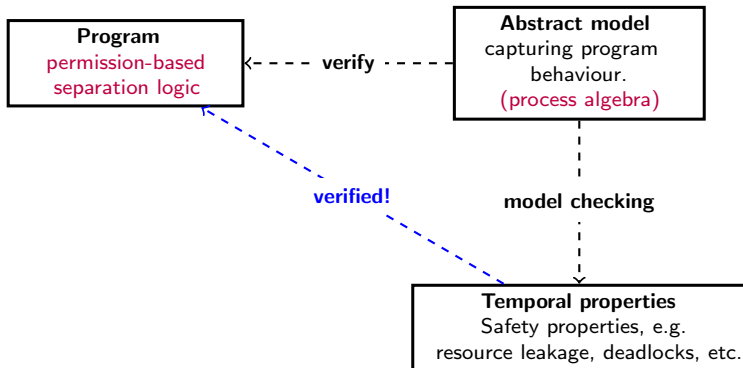 Program
permission-based
separation logic
verify
Abstract model
capturing program
behaviour.
(process algebra)
verified!
model checking
Temporal properties
Safety properties, e.g.
resource leakage, deadlocks, etc.